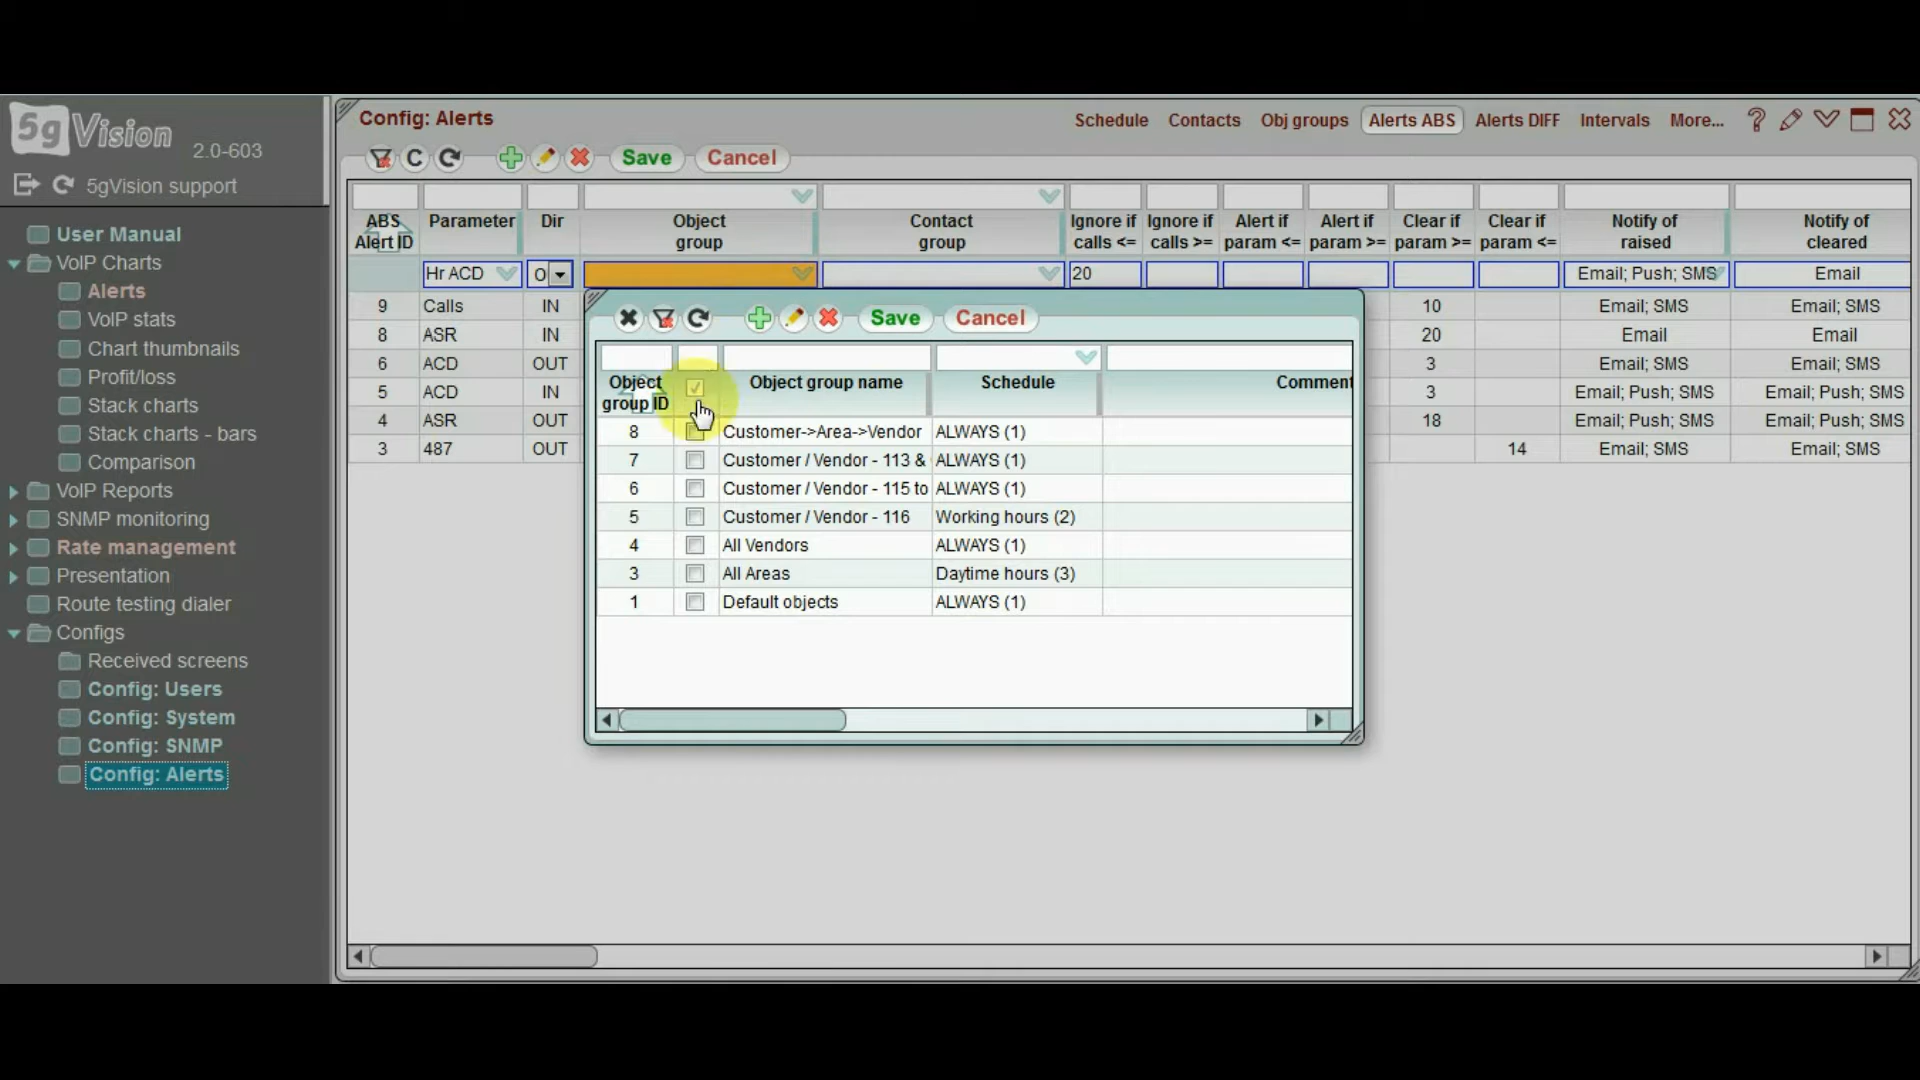 5gVision 2.0-603
5gVision support
User Manual
VoIP Charts
Alerts
VoIP stats
Chart thumbnails
Profit/loss
Stack charts
Stack charts - bars
Comparison
VoIP Reports
SNMP monitoring
Rate management
Presentation
Route testing dialer
Configs
Received screens
Config: Users
Config: System
Config: SNMP
Config: Alerts
Config: Alerts
Schedule Contacts Obj groups Alerts ABS Alerts DIFF Intervals More...
C Save Cancel
ABS Alert ID Parameter Dir Object group Contact group Ignore if calls <= Ignore if calls >= Alert if param <= Alert if param >= Clear if param >= Clear if param <= Notify of raised Notify of cleared
Hr ACD O 20 Email; Push; SMS Email
9 Calls IN 10 Email; SMS Email; SMS
8 ASR IN 20 Email Email
6 ACD OUT 3 Email; SMS Email; SMS
5 ACD IN 3 Email; Push; SMS Email; Push; SMS
4 ASR OUT 18 Email; Push; SMS Email; Push; SMS
3 487 OUT 14 Email; SMS Email; SMS
Save Cancel
Object group ID Object group name Schedule Comment
8 Customer->Area->Vendor ALWAYS (1)
7 Customer / Vendor - 113 & ALWAYS (1)
6 Customer / Vendor - 115 to ALWAYS (1)
5 Customer / Vendor - 116 Working hours (2)
4 All Vendors ALWAYS (1)
3 All Areas Daytime hours (3)
1 Default objects ALWAYS (1)